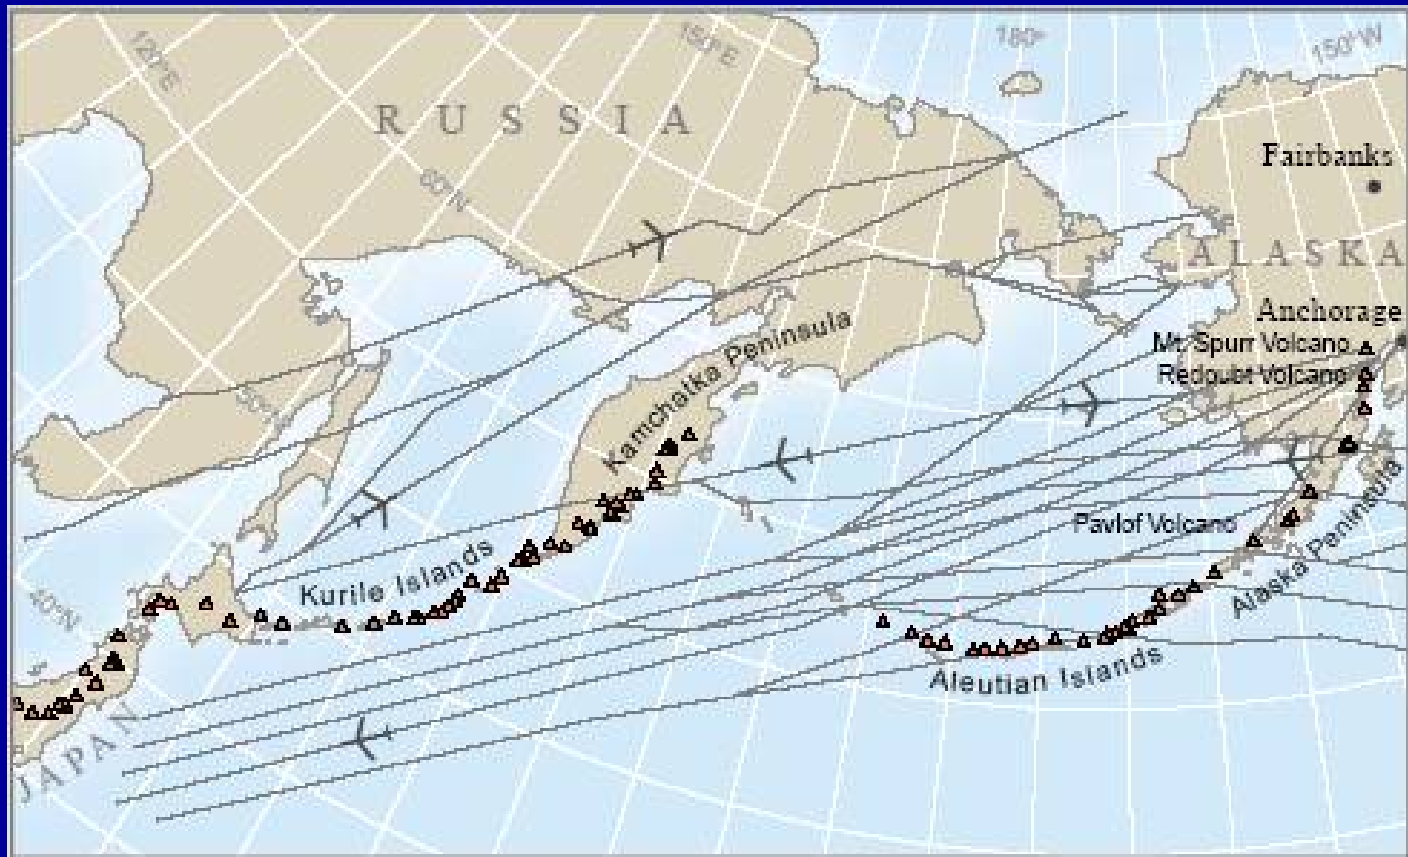 120°E
150°E
180°
150°W
RUSSIA
60°N
Fairbanks
ALASKA
Anchorage
Mt. Spurr Volcano
Redoubt Volcano
Kamchatka Peninsula
Pavlof Volcano
Alaska Peninsula
Kurile Islands
40°N
Aleutian Islands
JAPAN